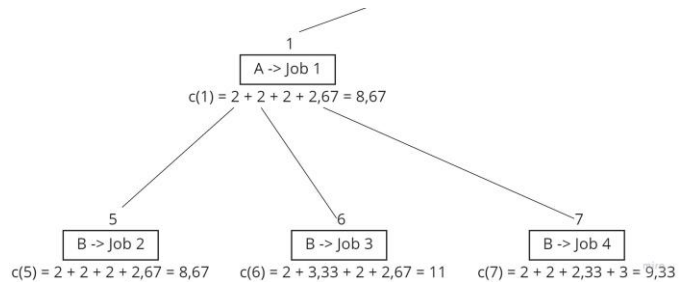 1
A -> Job 1
c(1) = 2 + 2 + 2 + 2,67 = 8,67
5
6
7
B -> Job 2
B -> Job 3
B -> Job 4
c(5) = 2 + 2 + 2 + 2,67 = 8,67
c(6) = 2 + 3,33 + 2 + 2,67 = 11
c(7) = 2 + 2 + 2,33 + 3 = 9,33
miro